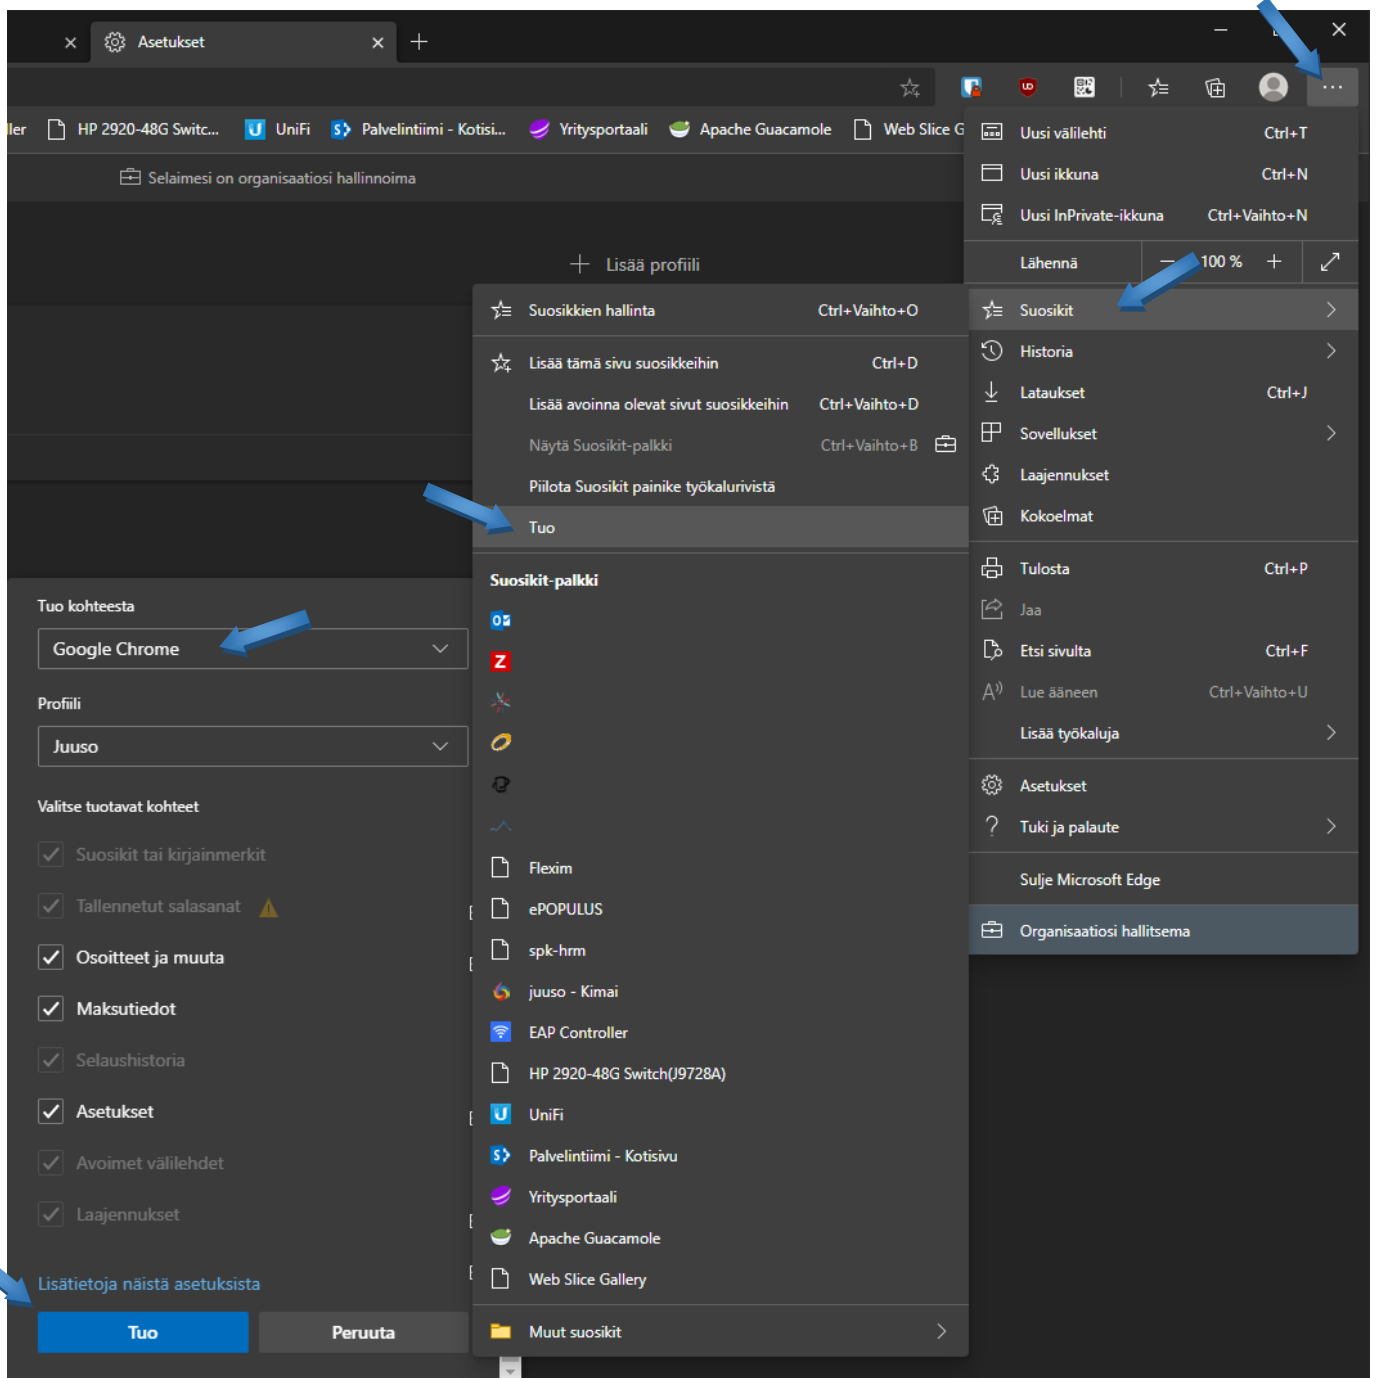 Asetukset
ller
HP 2920-48G Switc...
UniFi
Palvelintiimi - Kotisi...
Yritysportaali
Apache Guacamole
Web Slice G
Selaimesi on organisaatiosi hallinnoima
Lisää profiili
Uusi välilehti Ctrl+T
Uusi ikkuna Ctrl+N
Uusi InPrivate-ikkuna Ctrl+Vaihto+N
Lähennä 100 %
Suosikit
Historia
Lataukset Ctrl+J
Sovellukset
Laajennukset
Kokoelmat
Tulosta Ctrl+P
Jaa
Etsi sivulta Ctrl+F
Lue ääneen Ctrl+Vaihto+U
Lisää työkaluja
Asetukset
Tuki ja palaute
Sulje Microsoft Edge
Organisaatiosi hallitsema
Suosikkien hallinta Ctrl+Vaihto+O
Lisää tämä sivu suosikkeihin Ctrl+D
Lisää avoinna olevat sivut suosikkeihin Ctrl+Vaihto+D
Näytä Suosikit-palkki Ctrl+Vaihto+B
Piilota Suosikit painike työkalurivistä
Tuo
Suosikit-palkki
Flexim
ePOPULUS
spk-hrm
juuso - Kimai
EAP Controller
HP 2920-48G Switch(J9728A)
UniFi
Palvelintiimi - Kotisivu
Yritysportaali
Apache Guacamole
Web Slice Gallery
Muut suosikit
Tuo kohteesta
Google Chrome
Profiili
Juuso
Valitse tuotavat kohteet
Suosikit tai kirjainmerkit
Tallennetut salasanat
Osoitteet ja muuta
Maksutiedot
Selaushistoria
Asetukset
Avoimet välilehdet
Laajennukset
Lisätietoja näistä asetuksista
Tuo
Peruuta